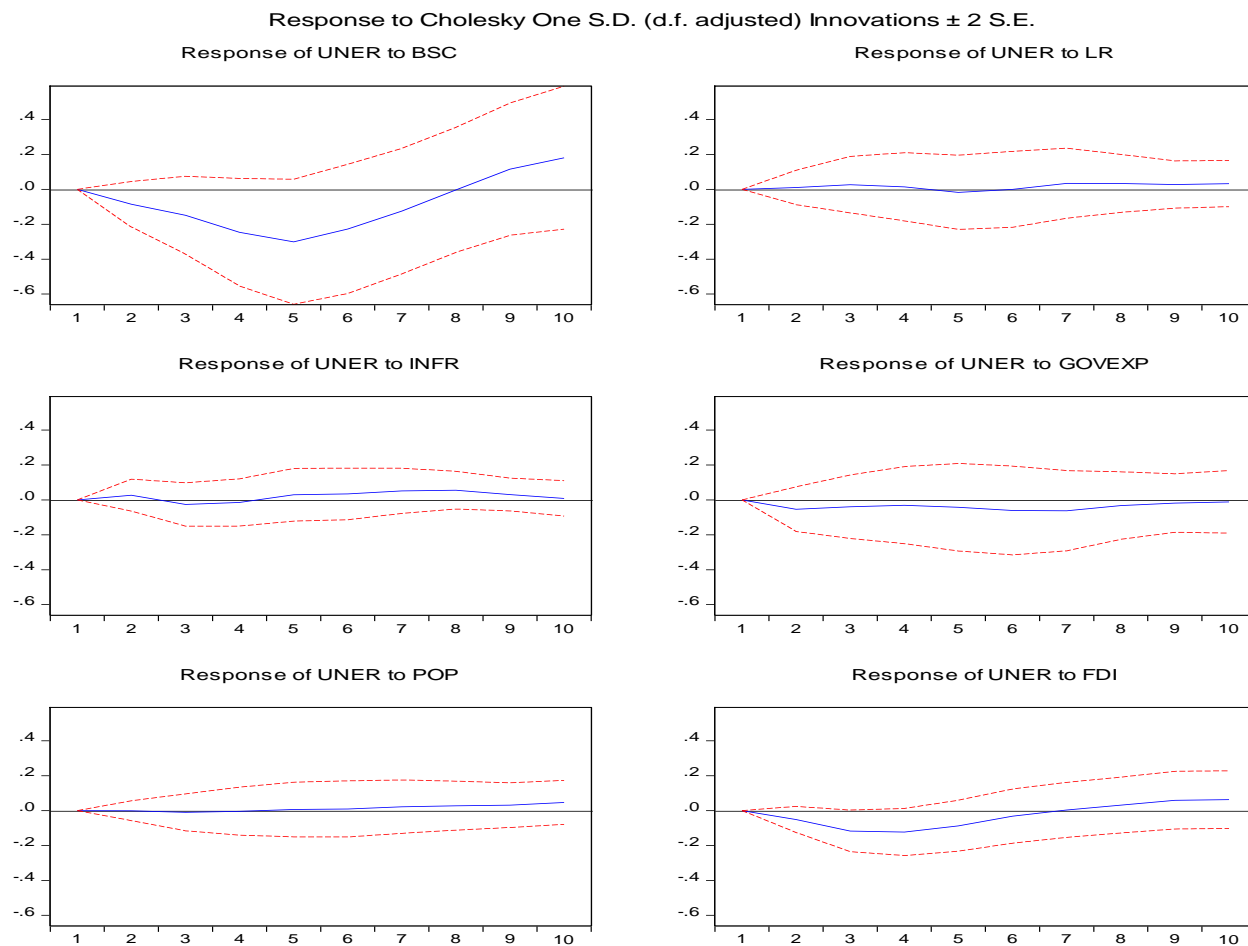 Response to Cholesky One S.D. (d.f. adjusted) Innovations ± 2 S.E.
Response of UNER to BSC
.4
.2
.0
-.2
-.4
-.6
1 2 3 4 5 6 7 8 9 10
Response of UNER to LR
.4
.2
.0
-.2
-.4
-.6
1 2 3 4 5 6 7 8 9 10
Response of UNER to INFR
.4
.2
.0
-.2
-.4
-.6
1 2 3 4 5 6 7 8 9 10
Response of UNER to GOVEXP
.4
.2
.0
-.2
-.4
-.6
1 2 3 4 5 6 7 8 9 10
Response of UNER to POP
.4
.2
.0
-.2
-.4
-.6
1 2 3 4 5 6 7 8 9 10
Response of UNER to FDI
.4
.2
.0
-.2
-.4
-.6
1 2 3 4 5 6 7 8 9 10